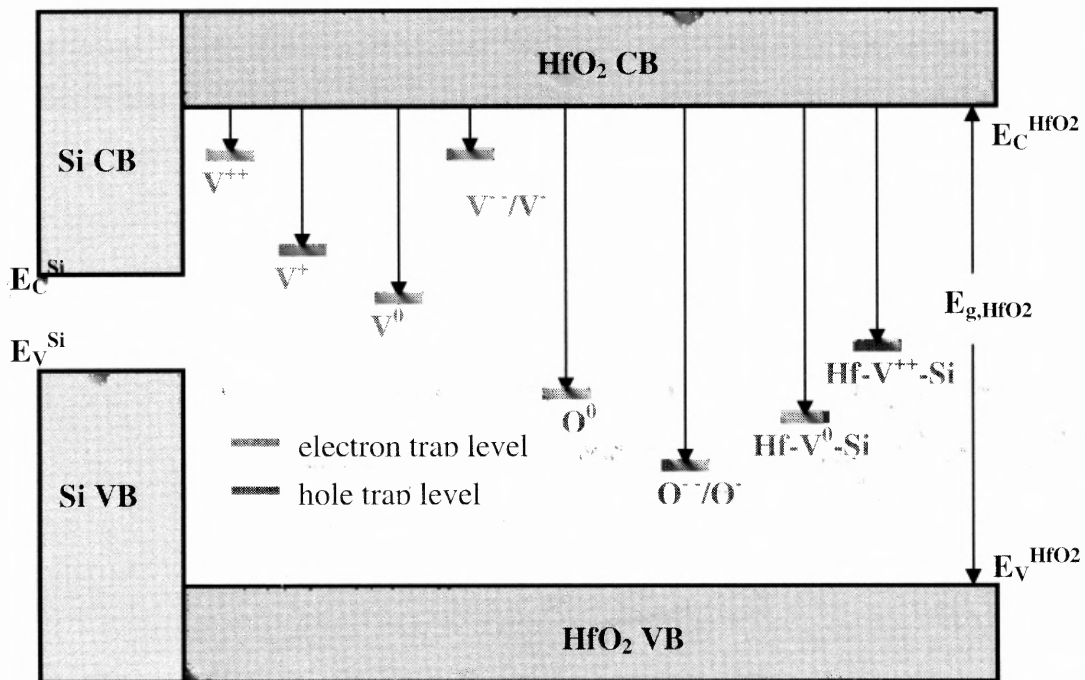 HfO₂ CB
E_C^HfO2
Si CB
V⁺⁺
V⁻⁻/V⁻
V⁺
E_C^Si
V⁰
E_g,HfO2
E_V^Si
Hf-V⁺⁺-Si
O⁰
Hf-V⁰-Si
electron trap level
O⁻⁻/O⁻
hole trap level
Si VB
E_V^HfO2
HfO₂ VB